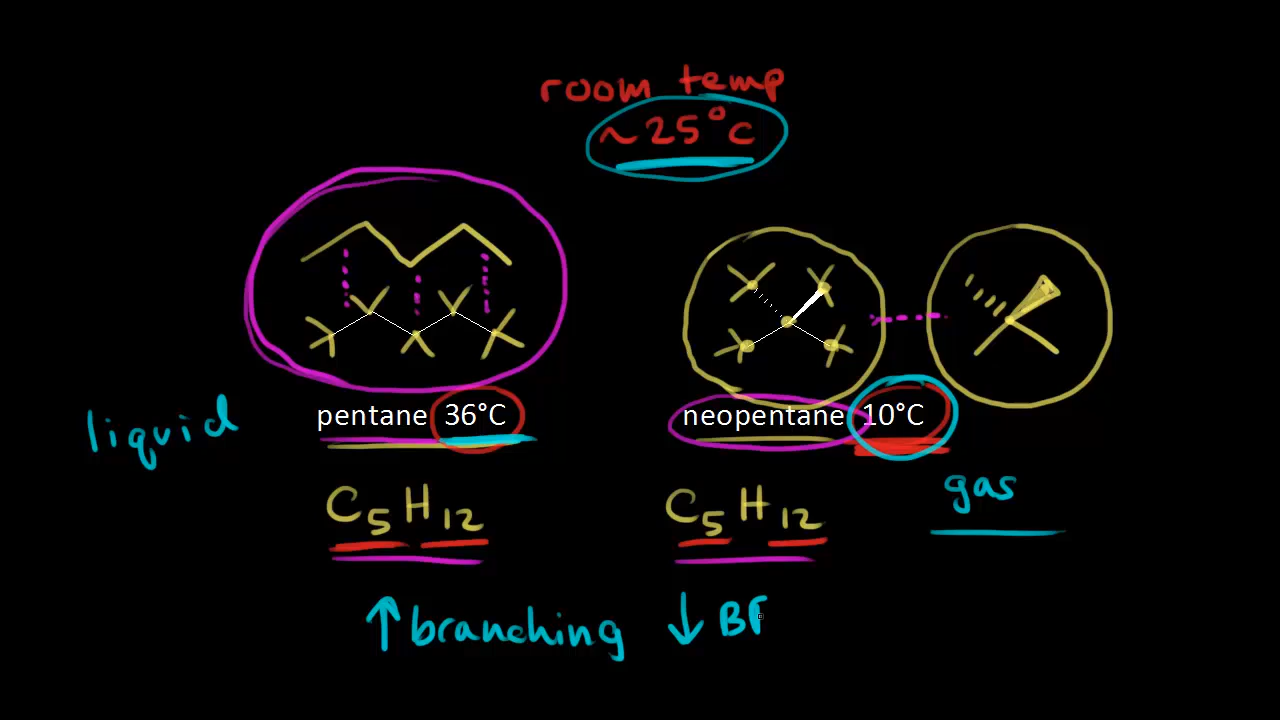 room temp
~25°C
liquid
pentane 36°C
neopentane 10°C
C5H12
C5H12
gas
↑ branching ↓ BP